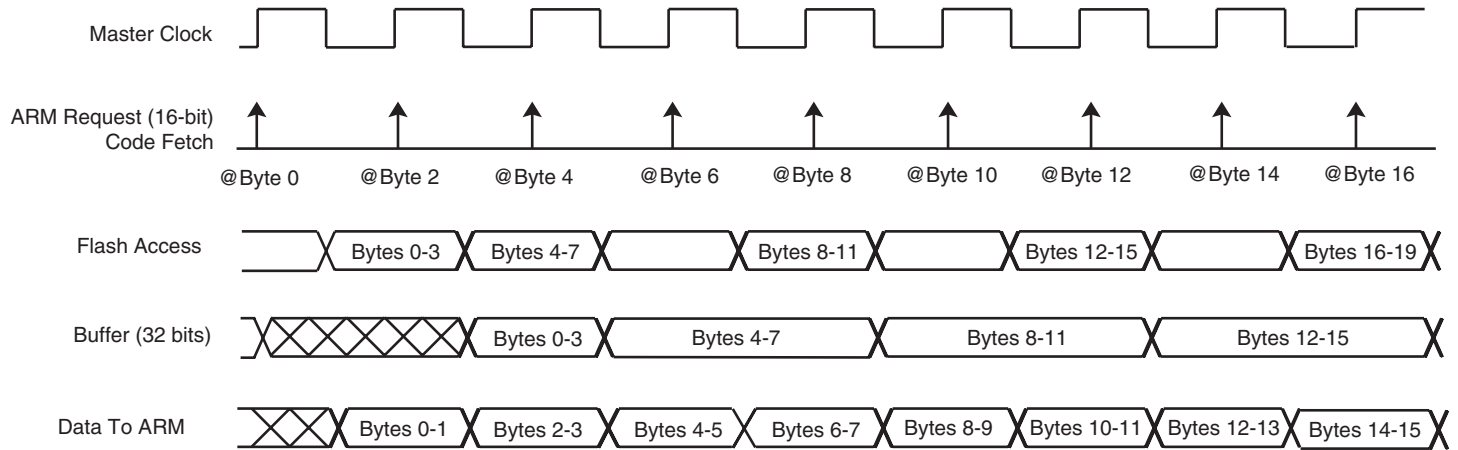 Master Clock
ARM Request (16-bit)
Code Fetch
@Byte 0 @Byte 2 @Byte 4 @Byte 6 @Byte 8 @Byte 10 @Byte 12 @Byte 14 @Byte 16
Flash Access Bytes 0-3 Bytes 4-7 Bytes 8-11 Bytes 12-15 Bytes 16-19
Buffer (32 bits) Bytes 0-3 Bytes 4-7 Bytes 8-11 Bytes 12-15
Data To ARM Bytes 0-1 Bytes 2-3 Bytes 4-5 Bytes 6-7 Bytes 8-9 Bytes 10-11 Bytes 12-13 Bytes 14-15